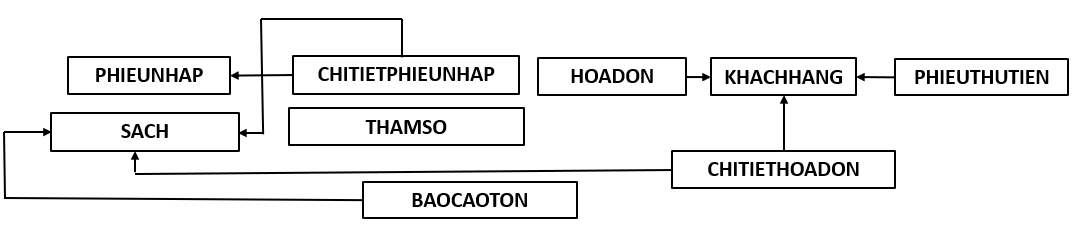 PHIEUNHAP
CHITIETPHIEUNHAP
HOADON
KHACHHANG
PHIEUTHUTIEN
SACH
THAMSO
CHITIETHOADON
BAOCAOTON